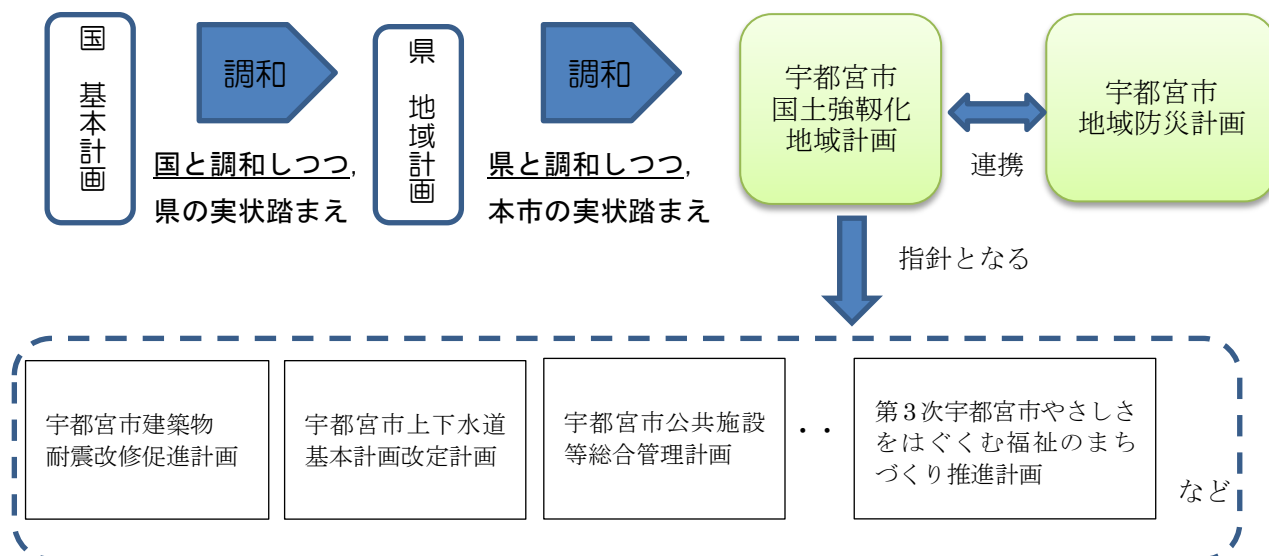 国 基本計画
調和
国と調和しつつ,
県の実状踏まえ
県 地域計画
調和
県と調和しつつ,
本市の実状踏まえ
宇都宮市
国土強靱化
地域計画
連携
宇都宮市
地域防災計画
指針となる
宇都宮市建築物
耐震改修促進計画
宇都宮市上下水道
基本計画改定計画
宇都宮市公共施設
等総合管理計画
・・
第3次宇都宮市やさしさ
をはぐくむ福祉のまち
づくり推進計画
など